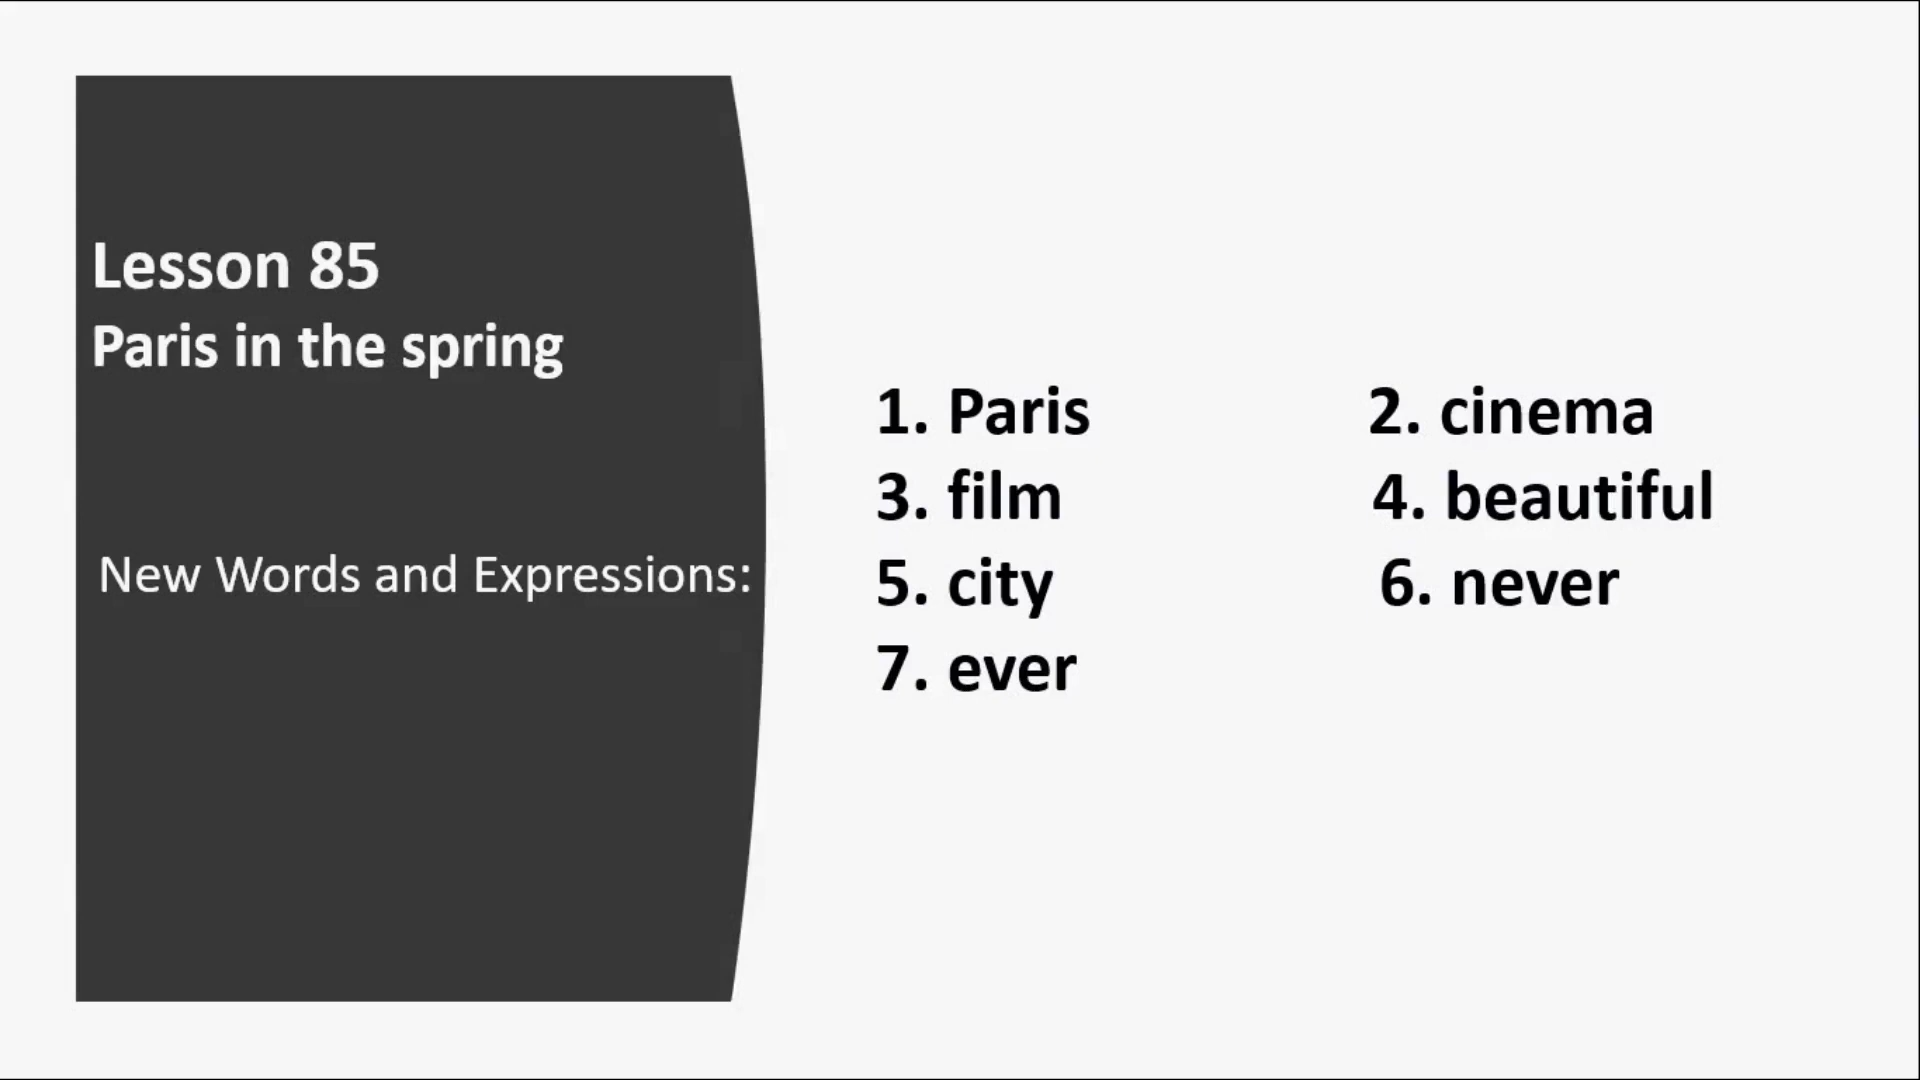 Lesson 85
Paris in the spring
New Words and Expressions:
1. Paris 2. cinema
3. film 4. beautiful
5. city 6. never
7. ever